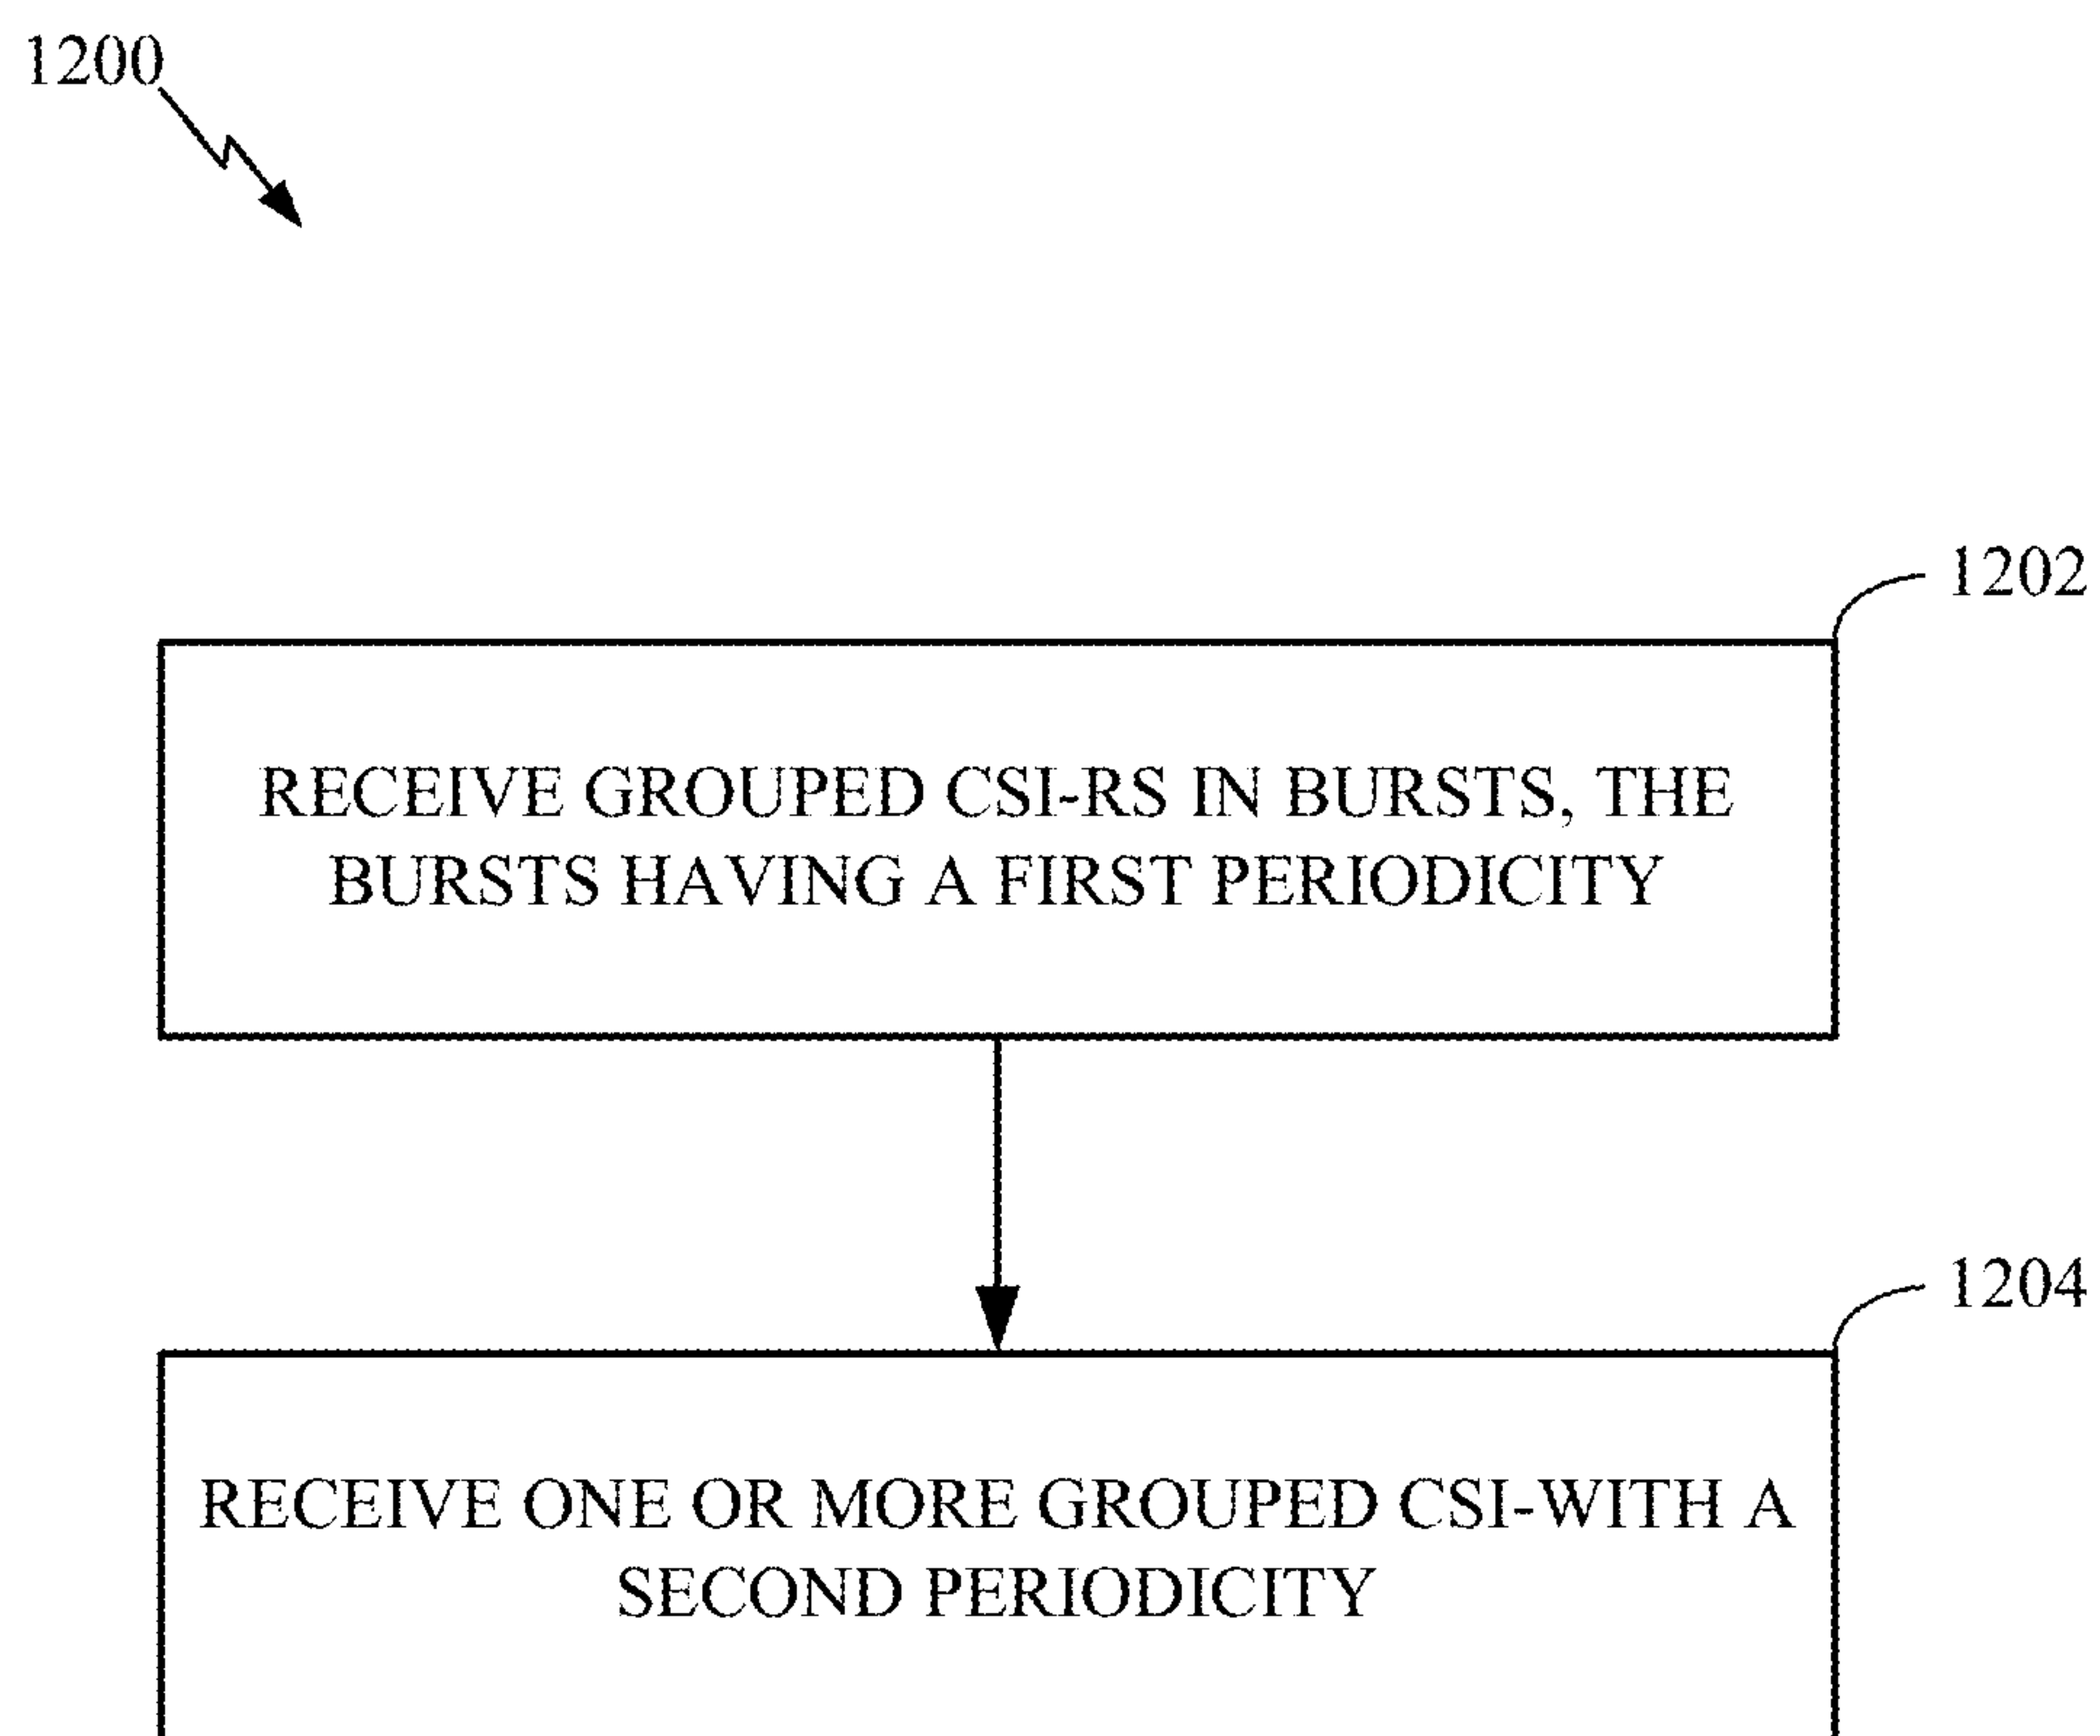 1200
1202
RECEIVE GROUPED CSI-RS IN BURSTS, THE
BURSTS HAVING A FIRST PERIODICITY
1204
RECEIVE ONE OR MORE GROUPED CSI-WITH A
SECOND PERIODICITY